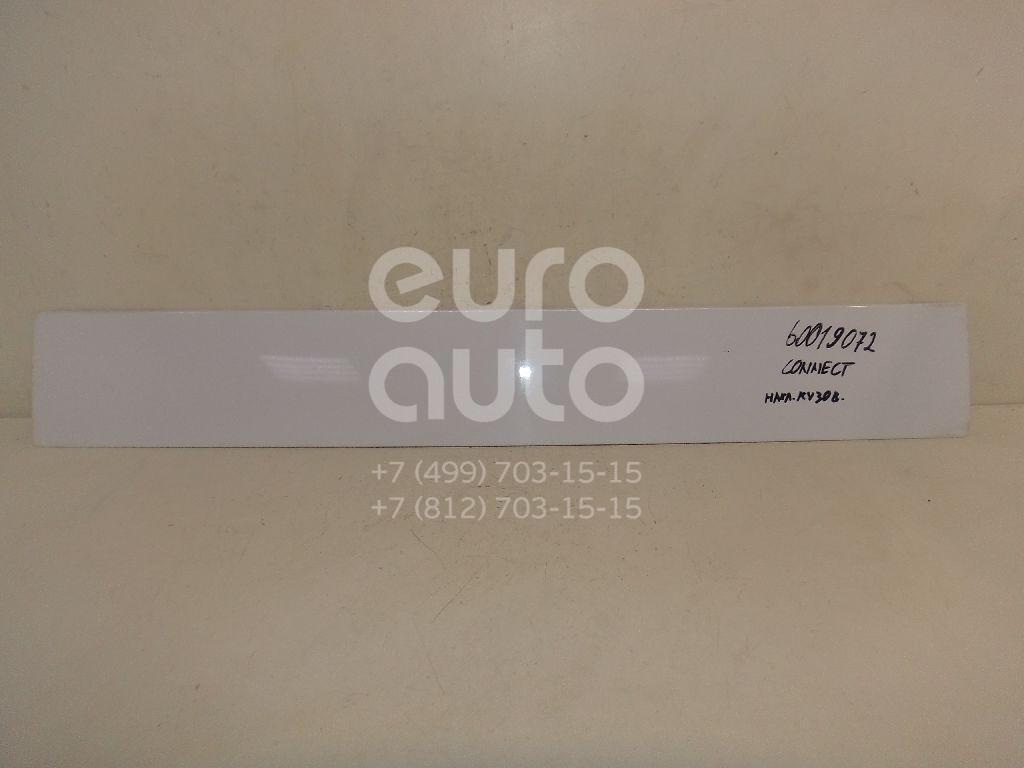 euro
auto
+7 (499) 703-15-15
+7 (812) 703-15-15
60019072
CONNECT
НАКЛ.КУЗОВ.